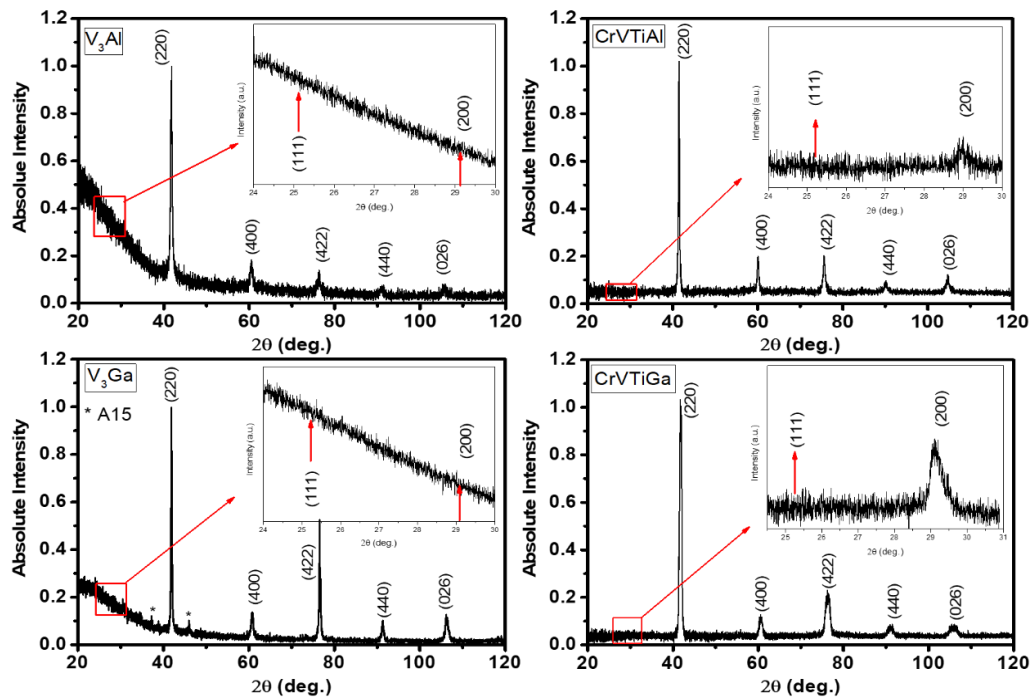 V₃Al
(220)
(400)
(422)
(440)
(026)
1.2
1.0
0.8
0.6
0.4
0.2
0.0
20 40 60 80 100 120
2θ (deg.)
Absolue Intensity
Intensity (a.u.)
(111)
(200)
24 25 26 27 28 29 30
2θ (deg.)
CrVTiAl
(220)
(400)
(422)
(440)
(026)
1.2
1.0
0.8
0.6
0.4
0.2
0.0
20 40 60 80 100 120
2θ (deg.)
Absolute Intensity
Intensity (a.u.)
(111)
(200)
24 25 26 27 28 29 30
2θ (deg.)
V₃Ga
* A15
(220)
* *
(400)
(422)
(440)
(026)
1.2
1.0
0.8
0.6
0.4
0.2
0.0
20 40 60 80 100 120
2θ (deg.)
Absolute Intensity
Intensity (a.u.)
(111)
(200)
24 25 26 27 28 29 30
2θ (deg.)
CrVTiGa
(220)
(400)
(422)
(440)
(026)
1.2
1.0
0.8
0.6
0.4
0.2
0.0
20 40 60 80 100 120
2θ (deg.)
Absolute Intensity
Intensity (a.u.)
(111)
(200)
25 26 27 28 29 30 31
2θ (deg.)